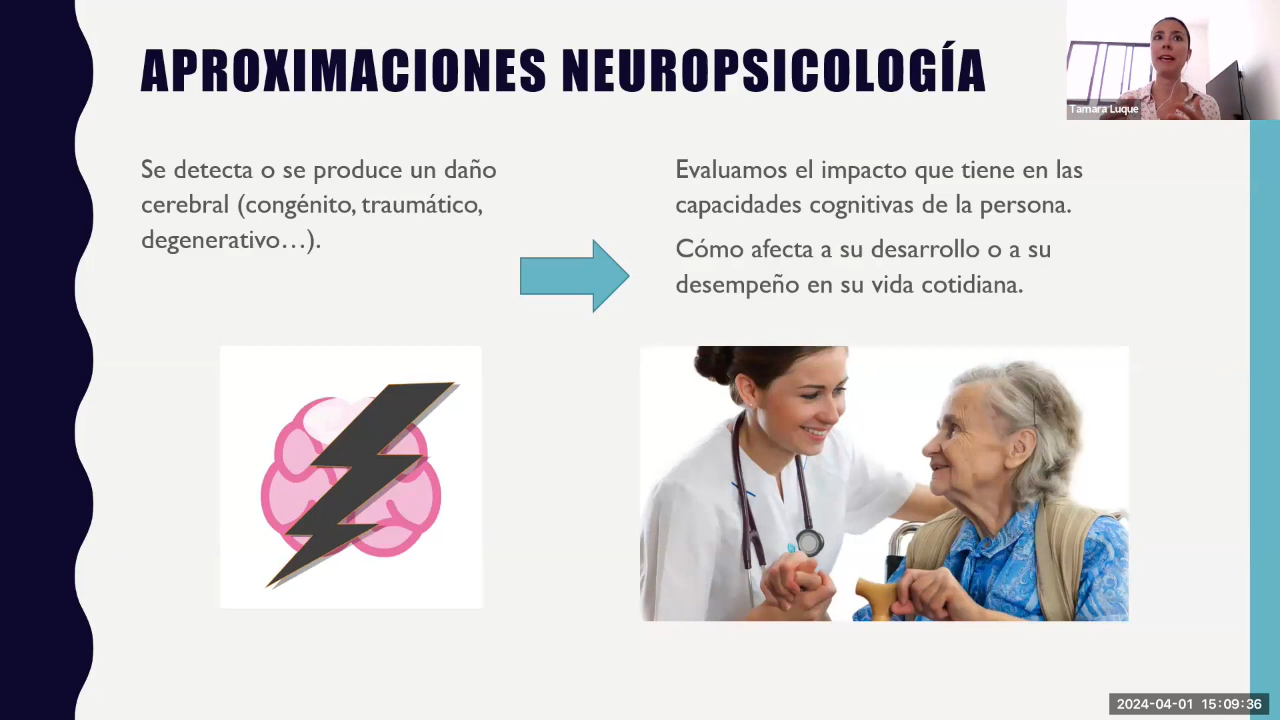 APROXIMACIONES NEUROPSICOLOGÍA
Tamara Luque
Se detecta o se produce un daño
cerebral (congénito, traumático,
degenerativo…).
Evaluamos el impacto que tiene en las
capacidades cognitivas de la persona.
Cómo afecta a su desarrollo o a su
desempeño en su vida cotidiana.
2024-04-01 15:09:36